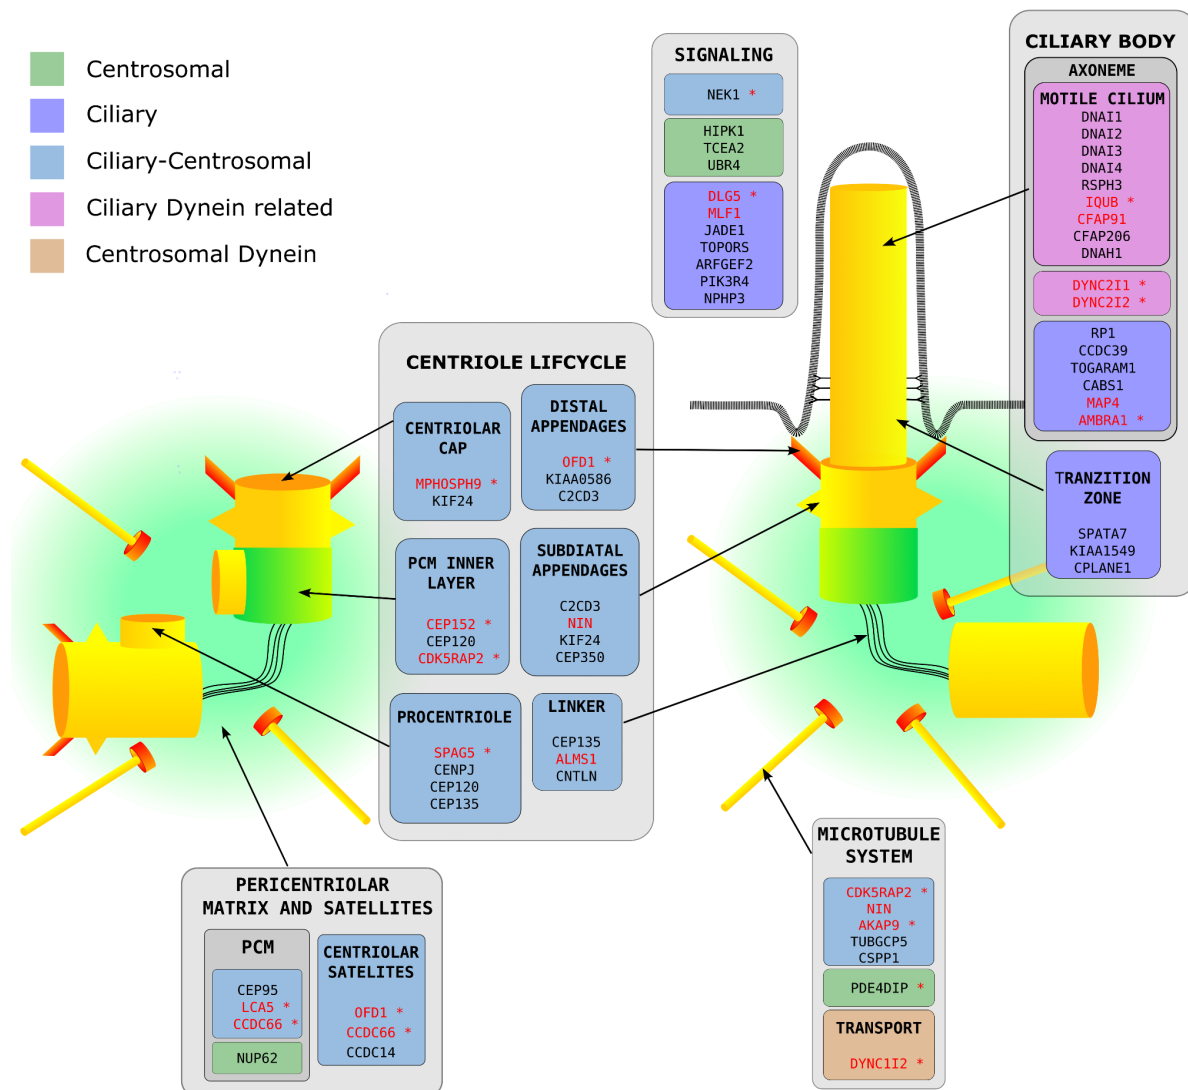 Centrosomal
Ciliary
Ciliary-Centrosomal
Ciliary Dynein related
Centrosomal Dynein
SIGNALING
NEK1 *
HIPK1
TCEA2
UBR4
DLG5 *
MLF1
JADE1
TOPORS
ARFGEF2
PIK3R4
NPHP3
CILIARY BODY
AXONEME
MOTILE CILIUM
DNAI1
DNAI2
DNAI3
DNAI4
RSPH3
IQUB *
CFAP91
CFAP206
DNAH1
DYNC2I1 *
DYNC2I2 *
RP1
CCDC39
TOGARAM1
CABS1
MAP4
AMBRA1 *
TRANZITION
ZONE
SPATA7
KIAA1549
CPLANE1
CENTRIOLE LIFCYCLE
CENTRIOLAR
CAP
MPHOSPH9 *
KIF24
DISTAL
APPENDAGES
OFD1 *
KIAA0586
C2CD3
PCM INNER
LAYER
CEP152 *
CEP120
CDK5RAP2 *
SUBDIATAL
APPENDAGES
C2CD3
NIN
KIF24
CEP350
PROCENTRIOLE
SPAG5 *
CENPJ
CEP120
CEP135
LINKER
CEP135
ALMS1
CNTLN
PERICENTRIOLAR
MATRIX AND SATELLITES
PCM
CEP95
LCA5 *
CCDC66 *
NUP62
CENTRIOLAR
SATELITES
OFD1 *
CCDC66 *
CCDC14
MICROTUBULE
SYSTEM
CDK5RAP2 *
NIN
AKAP9 *
TUBGCP5
CSPP1
PDE4DIP *
TRANSPORT
DYNC1I2 *